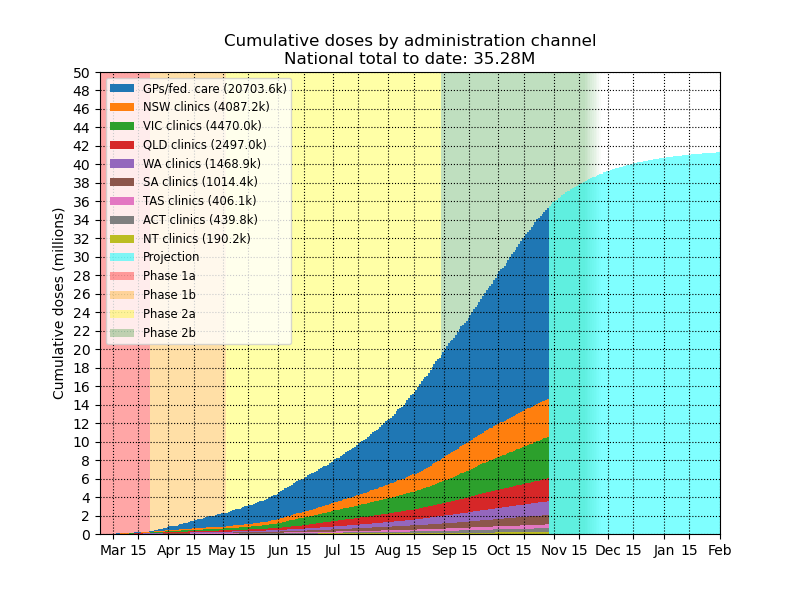 Cumulative doses by administration channel
National total to date: 35.28M
Cumulative doses (millions)
50
48
46
44
42
40
38
36
34
32
30
28
26
24
22
20
18
16
14
12
10
8
6
4
2
0
GPs/fed. care (20703.6k)
NSW clinics (4087.2k)
VIC clinics (4470.0k)
QLD clinics (2497.0k)
WA clinics (1468.9k)
SA clinics (1014.4k)
TAS clinics (406.1k)
ACT clinics (439.8k)
NT clinics (190.2k)
Projection
Phase 1a
Phase 1b
Phase 2a
Phase 2b
Mar 15 Apr 15 May 15 Jun 15 Jul 15 Aug 15 Sep 15 Oct 15 Nov 15 Dec 15 Jan 15 Feb